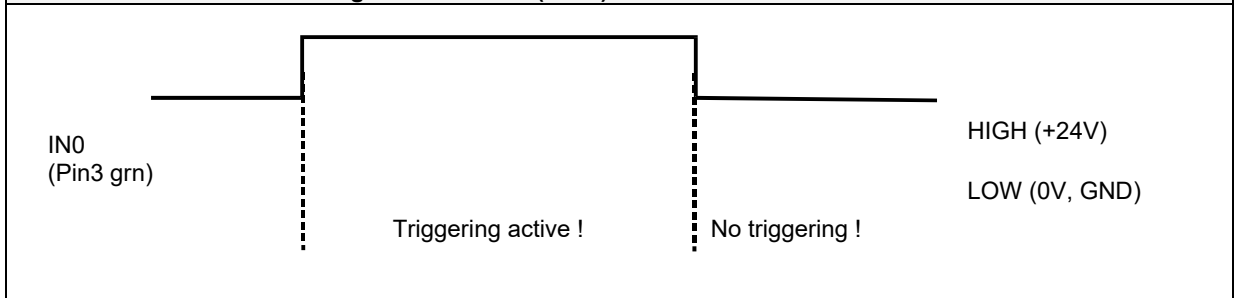 IN0
(Pin3 grn)
HIGH (+24V)
LOW (0V, GND)
Triggering active !
No triggering !